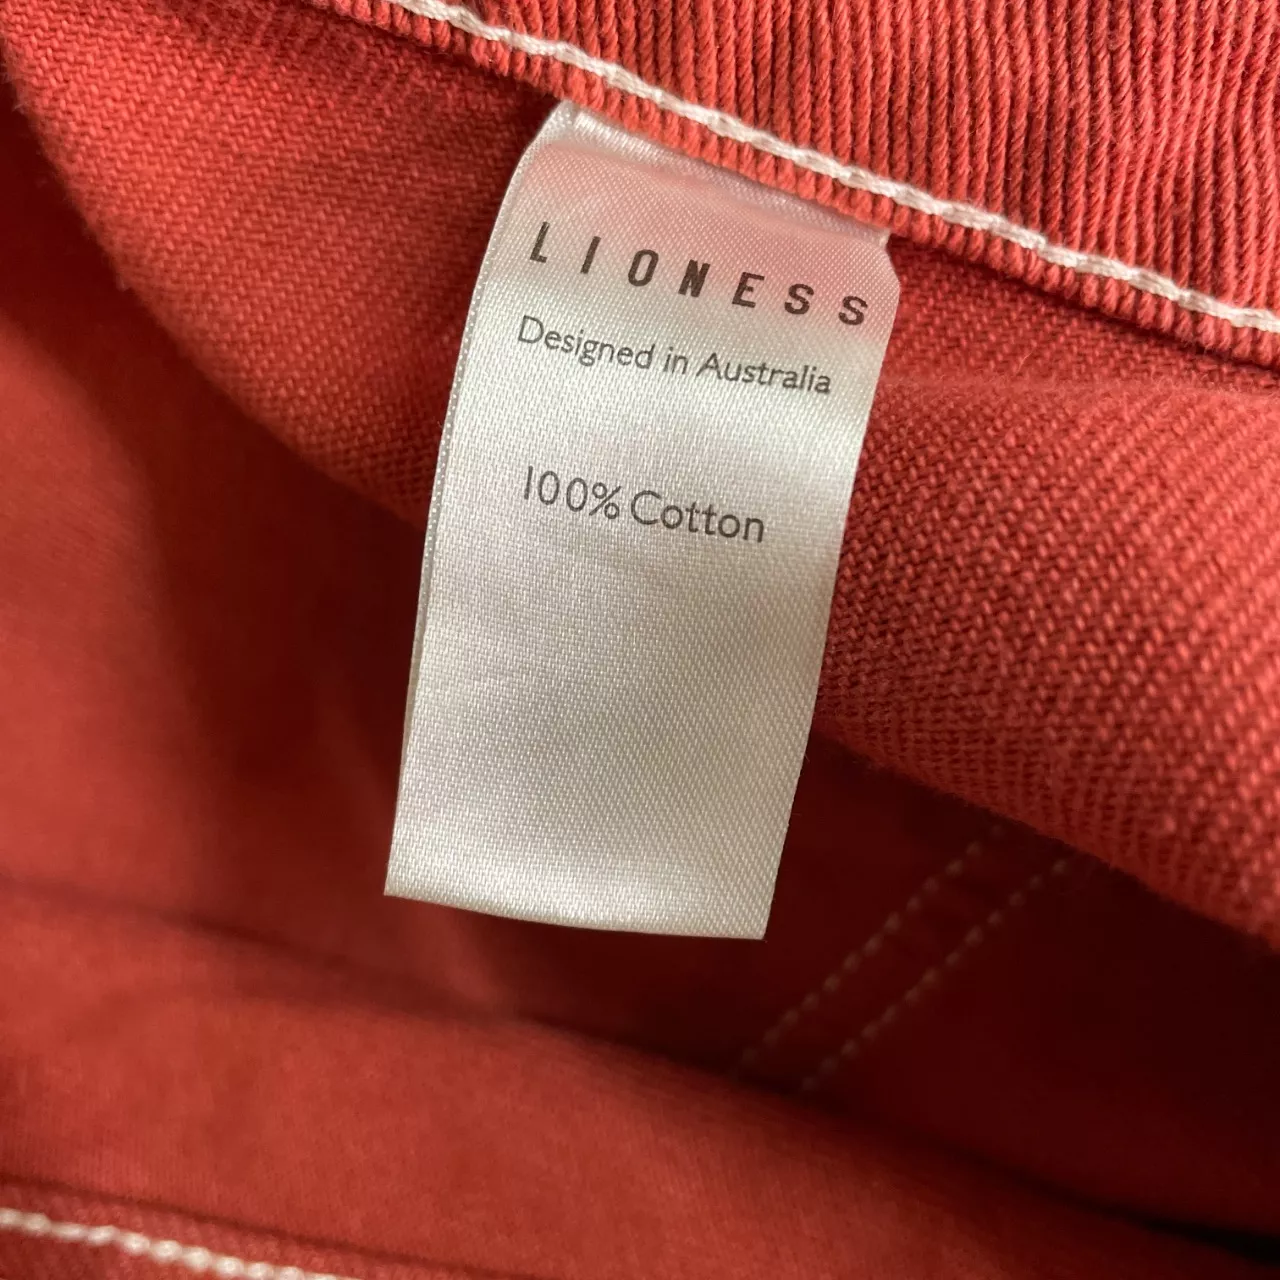 LIONESS
Designed in Australia
100% Cotton